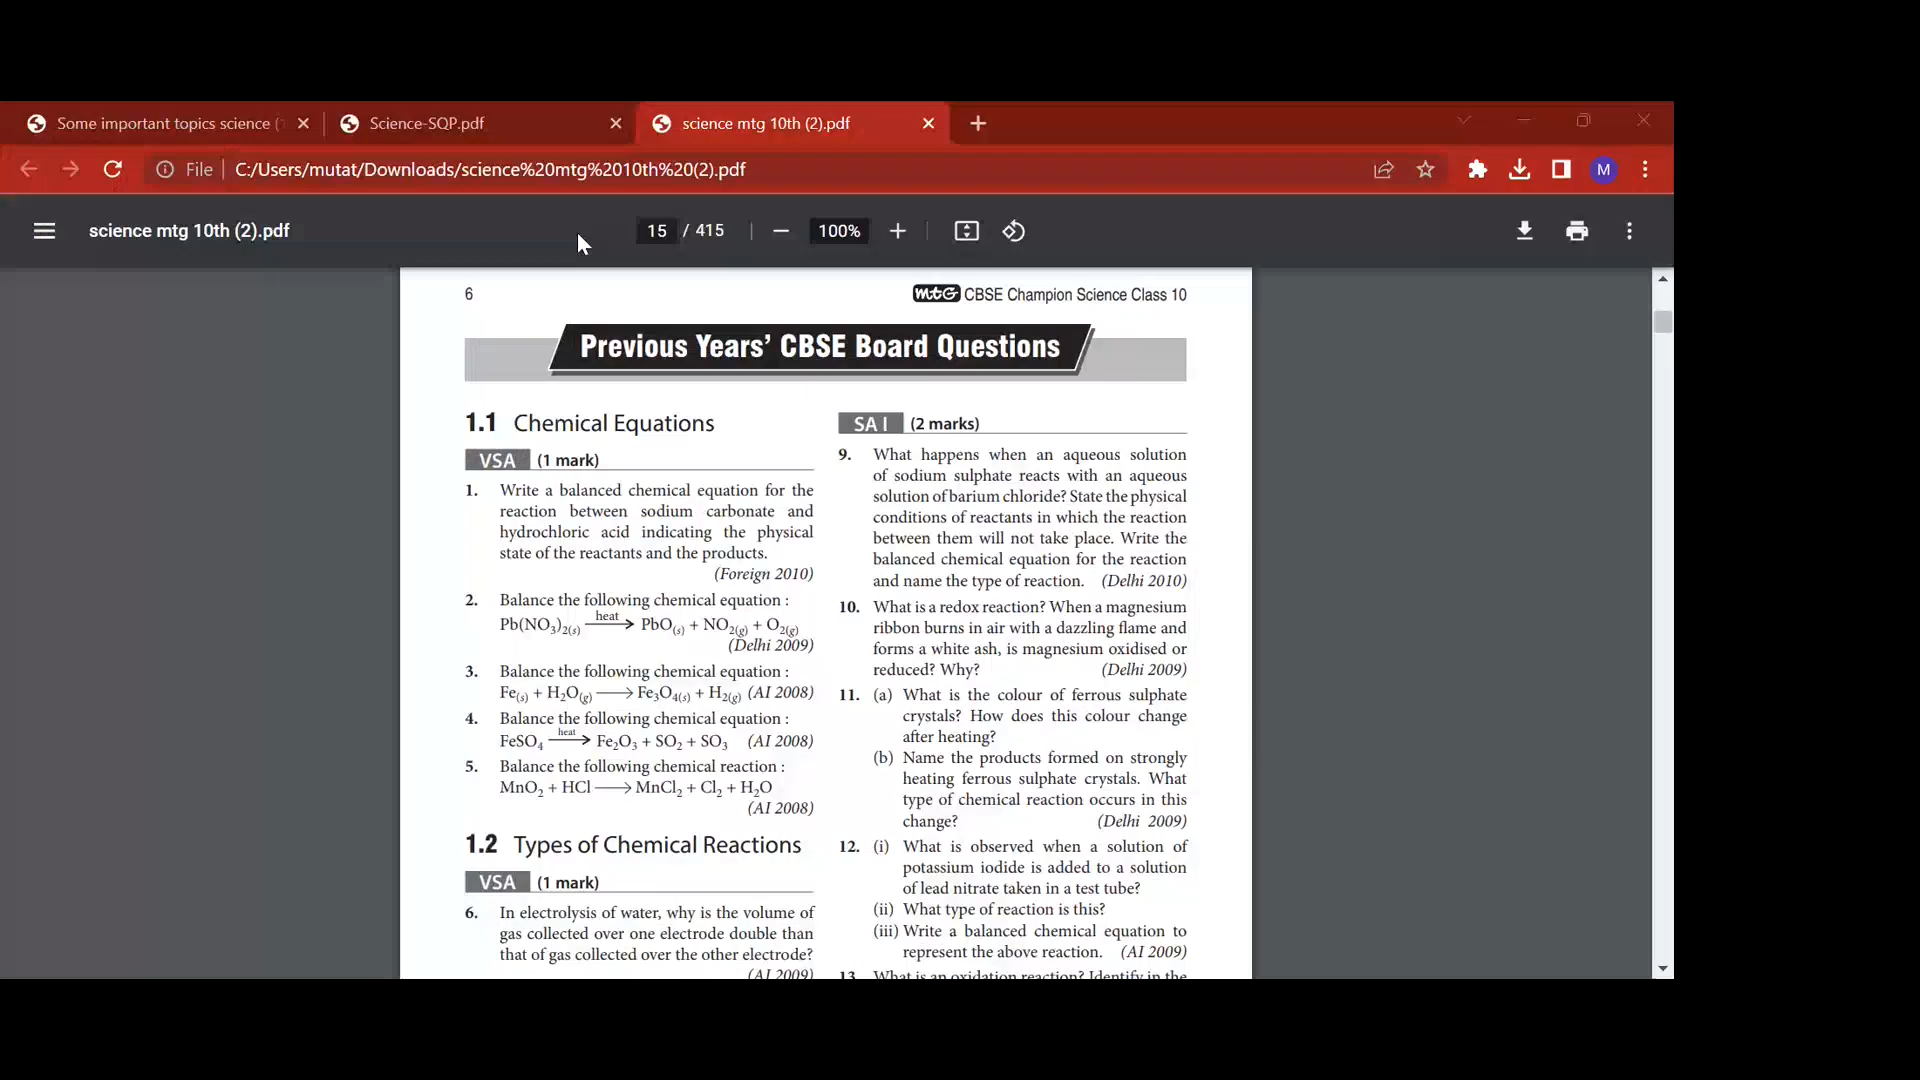 Some important topics science (
Science-SQP.pdf
science mtg 10th (2).pdf
File
C:/Users/mutat/Downloads/science%20mtg%2010th%20(2).pdf
M
science mtg 10th (2).pdf
15 / 415
100%
6
mtG CBSE Champion Science Class 10
Previous Years’ CBSE Board Questions
1.1 Chemical Equations
VSA (1 mark)
1. Write a balanced chemical equation for the
reaction between sodium carbonate and
hydrochloric acid indicating the physical
state of the reactants and the products.
(Foreign 2010)
2. Balance the following chemical equation :
Pb(NO₃)₂₍ₛ₎ —heat→ PbO₍ₛ₎ + NO₂₍g₎ + O₂₍g₎
(Delhi 2009)
3. Balance the following chemical equation :
Fe₍ₛ₎ + H₂O₍g₎ ⟶ Fe₃O₄₍ₛ₎ + H₂₍g₎ (AI 2008)
4. Balance the following chemical equation :
FeSO₄ —heat→ Fe₂O₃ + SO₂ + SO₃ (AI 2008)
5. Balance the following chemical reaction :
MnO₂ + HCl ⟶ MnCl₂ + Cl₂ + H₂O
(AI 2008)
1.2 Types of Chemical Reactions
VSA (1 mark)
6. In electrolysis of water, why is the volume of
gas collected over one electrode double than
that of gas collected over the other electrode?
(AI 2009)
SA I (2 marks)
9. What happens when an aqueous solution
of sodium sulphate reacts with an aqueous
solution of barium chloride? State the physical
conditions of reactants in which the reaction
between them will not take place. Write the
balanced chemical equation for the reaction
and name the type of reaction. (Delhi 2010)
10. What is a redox reaction? When a magnesium
ribbon burns in air with a dazzling flame and
forms a white ash, is magnesium oxidised or
reduced? Why? (Delhi 2009)
11. (a) What is the colour of ferrous sulphate
crystals? How does this colour change
after heating?
(b) Name the products formed on strongly
heating ferrous sulphate crystals. What
type of chemical reaction occurs in this
change? (Delhi 2009)
12. (i) What is observed when a solution of
potassium iodide is added to a solution
of lead nitrate taken in a test tube?
(ii) What type of reaction is this?
(iii) Write a balanced chemical equation to
represent the above reaction. (AI 2009)
13. What is an oxidation reaction? Identify in the